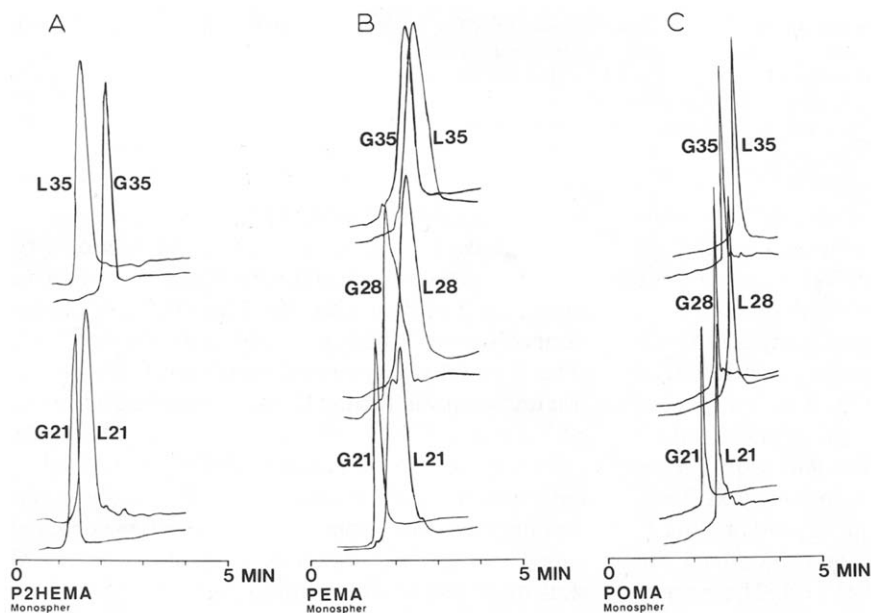 A B C
L35 G35
G35 L35
G35 L35
G28 L28
G28 L28
G21 L21
G21 L21
G21 L21
0 5 MIN
P2HEMA
Monospher
0 5 MIN
PEMA
Monospher
0 5 MIN
POMA
Monospher